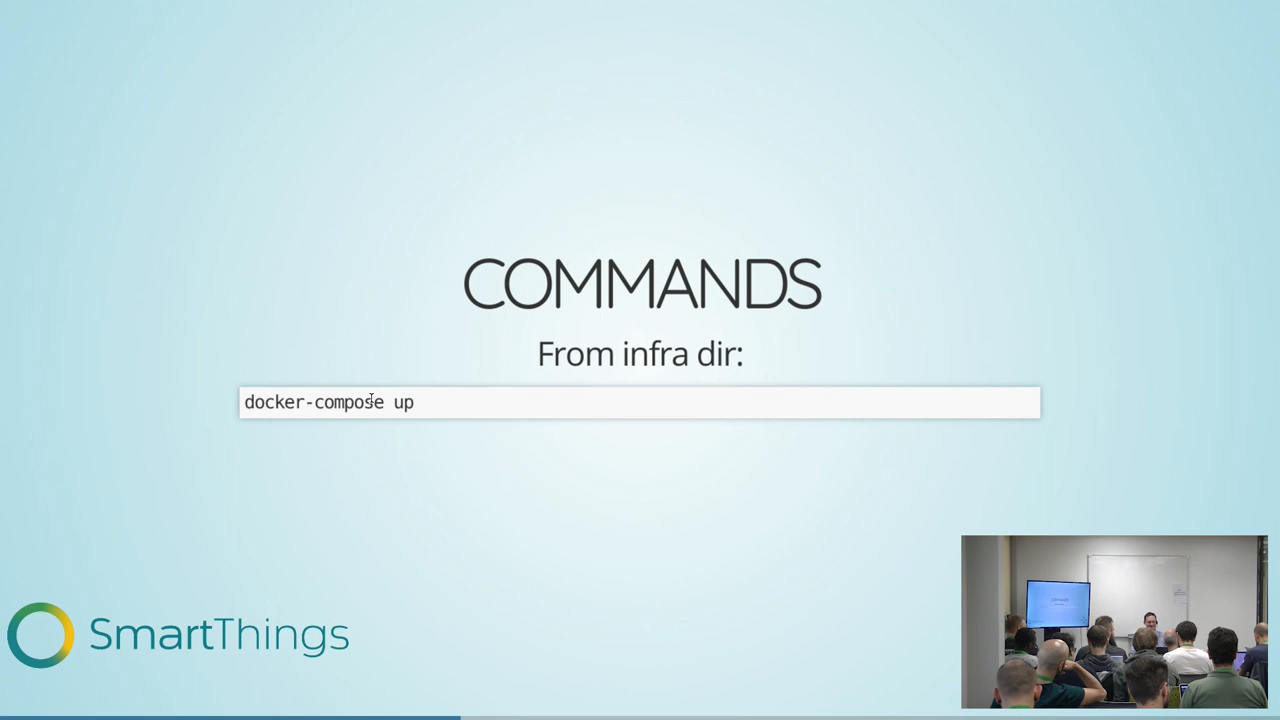 COMMANDS
From infra dir:
docker-compose up
SmartThings